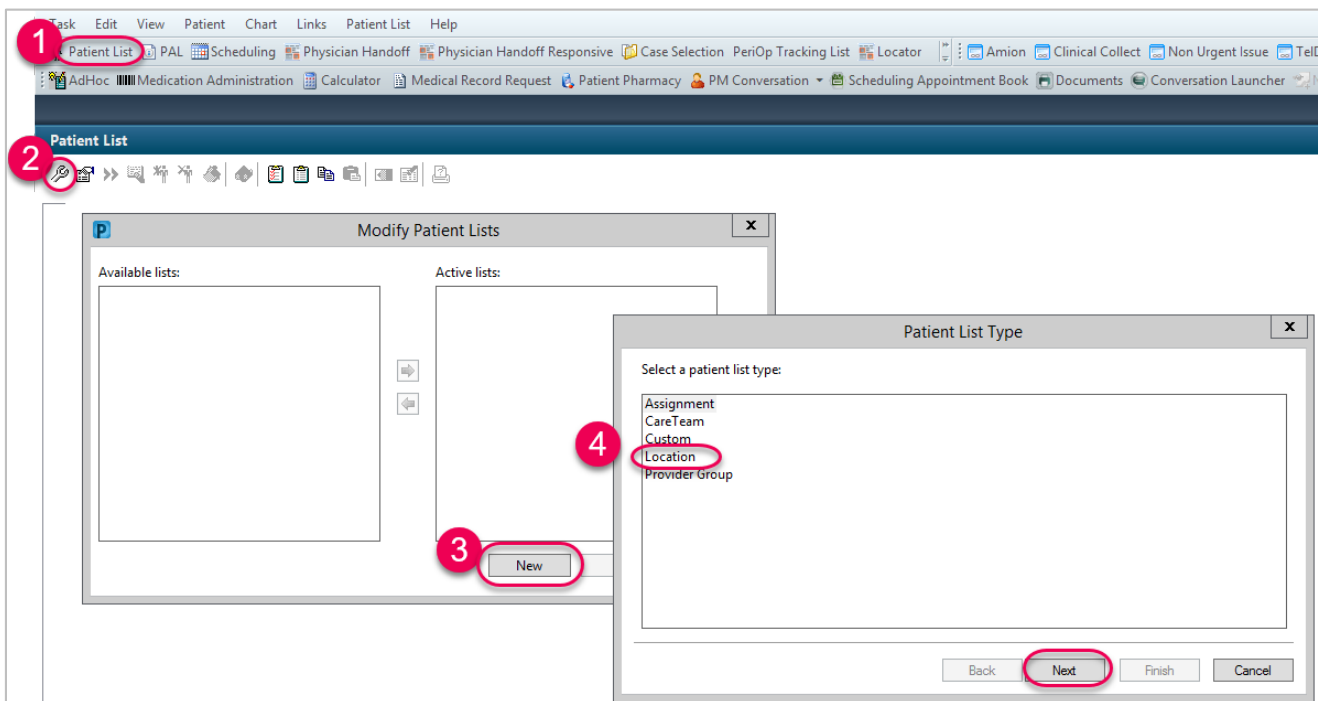 Task Edit View Patient Chart Links Patient List Help
1
Patient List PAL Scheduling Physician Handoff Physician Handoff Responsive Case Selection PeriOp Tracking List Locator Amion Clinical Collect Non Urgent Issue
AdHoc Medication Administration Calculator Medical Record Request Patient Pharmacy PM Conversation Scheduling Appointment Book Documents Conversation Launcher
Patient List
2
P Modify Patient Lists x
Available lists: Active lists:
Patient List Type x
Select a patient list type:
Assignment
CareTeam
Custom
4
Location
Provider Group
3
New
Back Next Finish Cancel